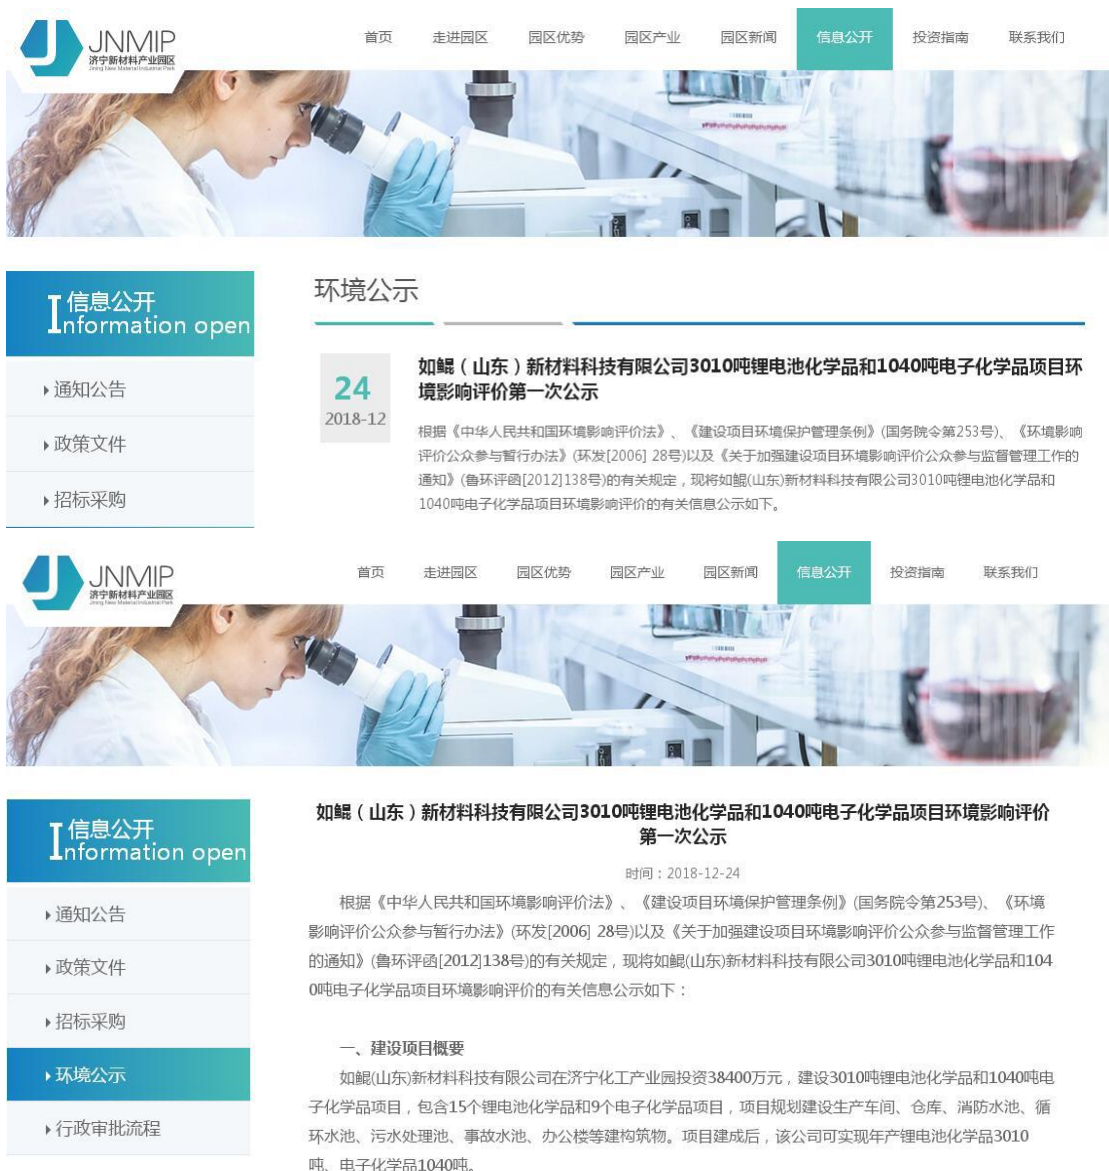 JNMIP
济宁新材料产业园区
Jining New Material Industrial Park
首页 走进园区 园区优势 园区产业 园区新闻 信息公开 投资指南 联系我们
信息公开
Information open
通知公告
政策文件
招标采购
环境公示
24
2018-12
如鲲（山东）新材料科技有限公司3010吨锂电池化学品和1040吨电子化学品项目环
境影响评价第一次公示
根据《中华人民共和国环境影响评价法》、《建设项目环境保护管理条例》(国务院令第253号)、《环境影响
评价公众参与暂行办法》(环发[2006] 28号)以及《关于加强建设项目环境影响评价公众参与监督管理工作的
通知》(鲁环评函[2012]138号)的有关规定，现将如鲲(山东)新材料科技有限公司3010吨锂电池化学品和
1040吨电子化学品项目环境影响评价的有关信息公示如下。
JNMIP
济宁新材料产业园区
Jining New Material Industrial Park
首页 走进园区 园区优势 园区产业 园区新闻 信息公开 投资指南 联系我们
信息公开
Information open
通知公告
政策文件
招标采购
环境公示
行政审批流程
如鲲（山东）新材料科技有限公司3010吨锂电池化学品和1040吨电子化学品项目环境影响评价
第一次公示
时间：2018-12-24
根据《中华人民共和国环境影响评价法》、《建设项目环境保护管理条例》(国务院令第253号)、《环境
影响评价公众参与暂行办法》(环发[2006] 28号)以及《关于加强建设项目环境影响评价公众参与监督管理工作
的通知》(鲁环评函[2012]138号)的有关规定，现将如鲲(山东)新材料科技有限公司3010吨锂电池化学品和104
0吨电子化学品项目环境影响评价的有关信息公示如下：
一、建设项目概要
如鲲(山东)新材料科技有限公司在济宁化工产业园投资38400万元，建设3010吨锂电池化学品和1040吨电
子化学品项目，包含15个锂电池化学品和9个电子化学品项目，项目规划建设生产车间、仓库、消防水池、循
环水池、污水处理池、事故水池、办公楼等建构筑物。项目建成后，该公司可实现年产锂电池化学品3010
吨、电子化学品1040吨。